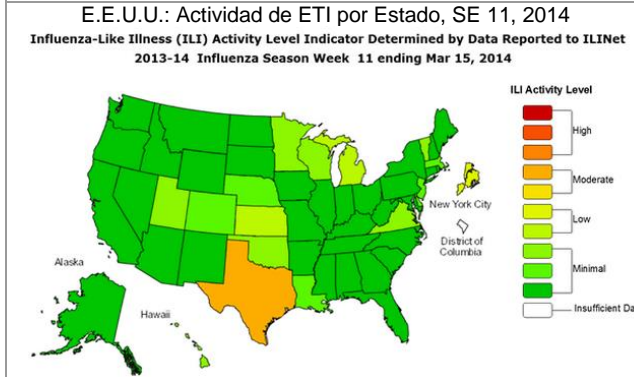 E.E.U.U.: Actividad de ETI por Estado, SE 11, 2014
Influenza-Like Illness (ILI) Activity Level Indicator Determined by Data Reported to ILINet
2013-14 Influenza Season Week 11 ending Mar 15, 2014
ILI Activity Level
High
Moderate
Low
Minimal
Insufficient Da
New York City
District of
Columbia
Alaska
Hawaii